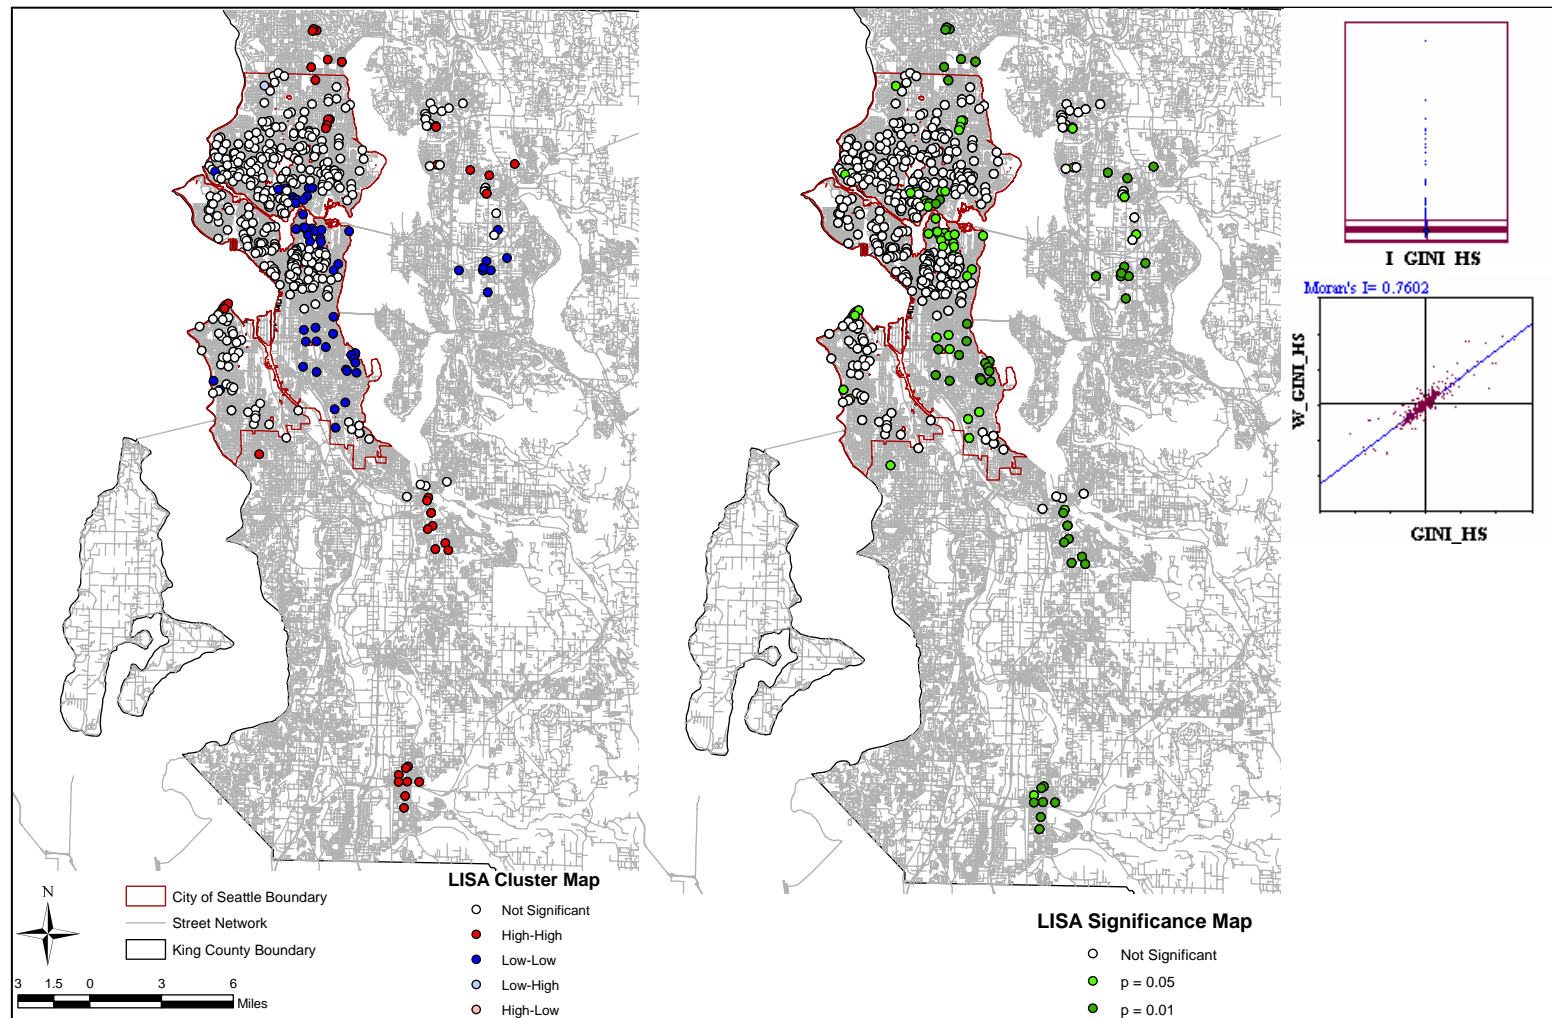 N
City of Seattle Boundary
Street Network
King County Boundary
3 1.5 0 3 6
Miles
LISA Cluster Map
Not Significant
High-High
Low-Low
Low-High
High-Low
LISA Significance Map
Not Significant
p = 0.05
p = 0.01
I_GINI_HS
Moran's I= 0.7602
W_GINI_HS
GINI_HS